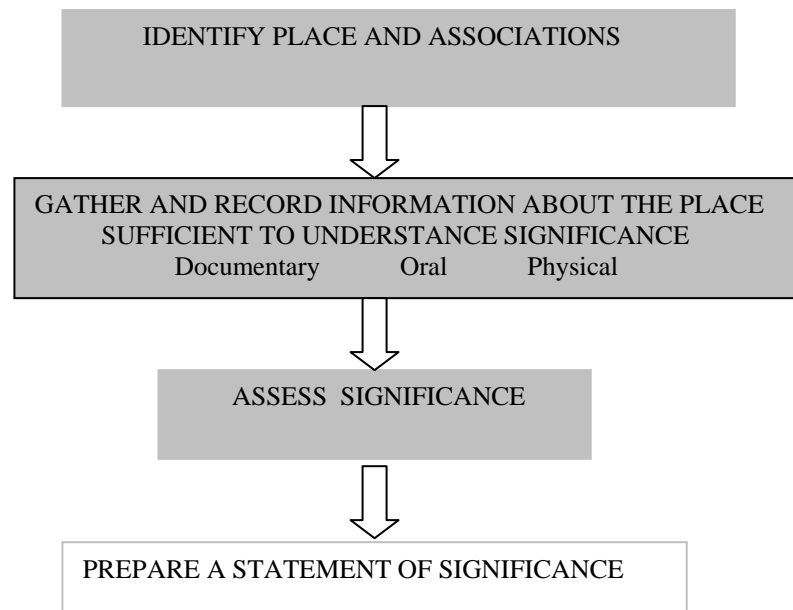 IDENTIFY PLACE AND ASSOCIATIONS
GATHER AND RECORD INFORMATION ABOUT THE PLACE
SUFFICIENT TO UNDERSTANCE SIGNIFICANCE
Documentary Oral Physical
ASSESS SIGNIFICANCE
PREPARE A STATEMENT OF SIGNIFICANCE